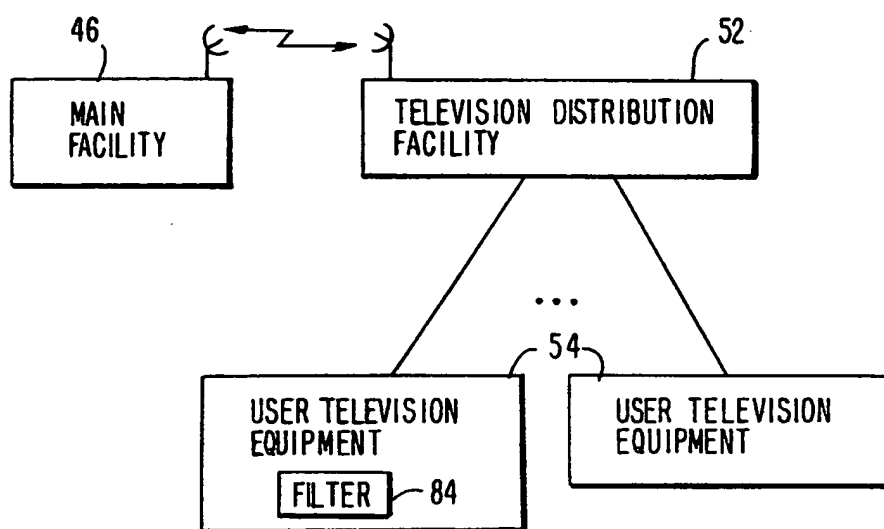 46
52
MAIN
FACILITY
TELEVISION DISTRIBUTION
FACILITY
...
54
USER TELEVISION
EQUIPMENT
FILTER
84
USER TELEVISION
EQUIPMENT